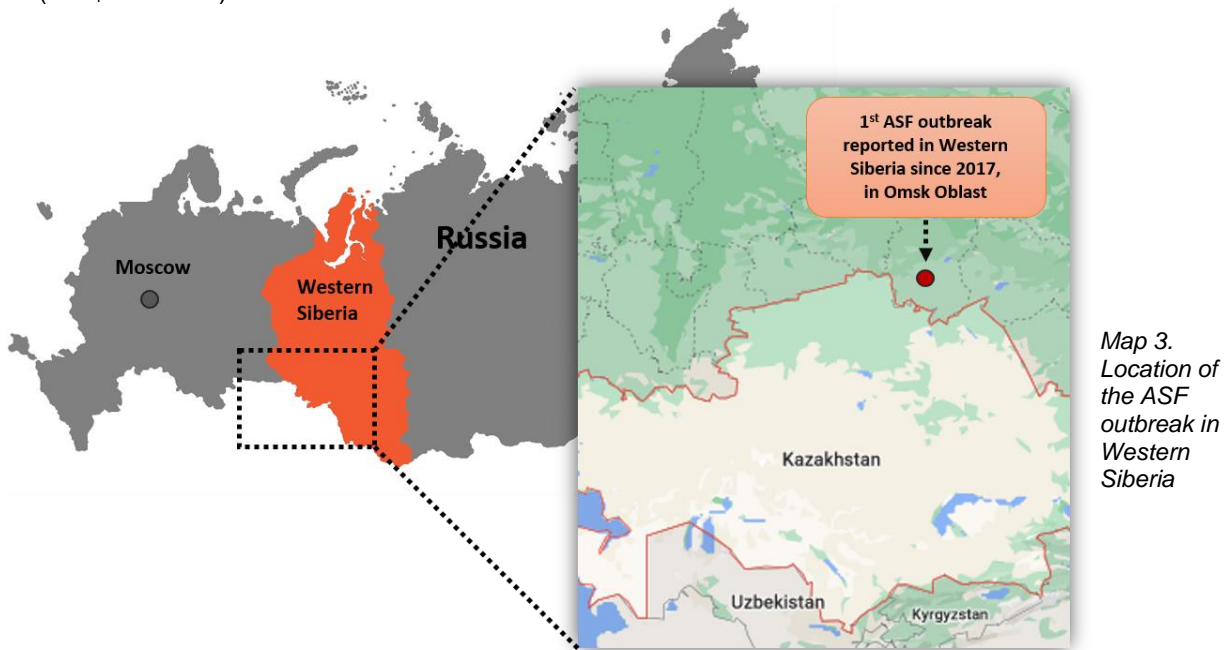 1st ASF outbreak
reported in Western
Siberia since 2017,
in Omsk Oblast
Russia
Moscow
Western
Siberia
Kazakhstan
Uzbekistan
Kyrgyzstan
Map 3.
Location of
the ASF
outbreak in
Western
Siberia